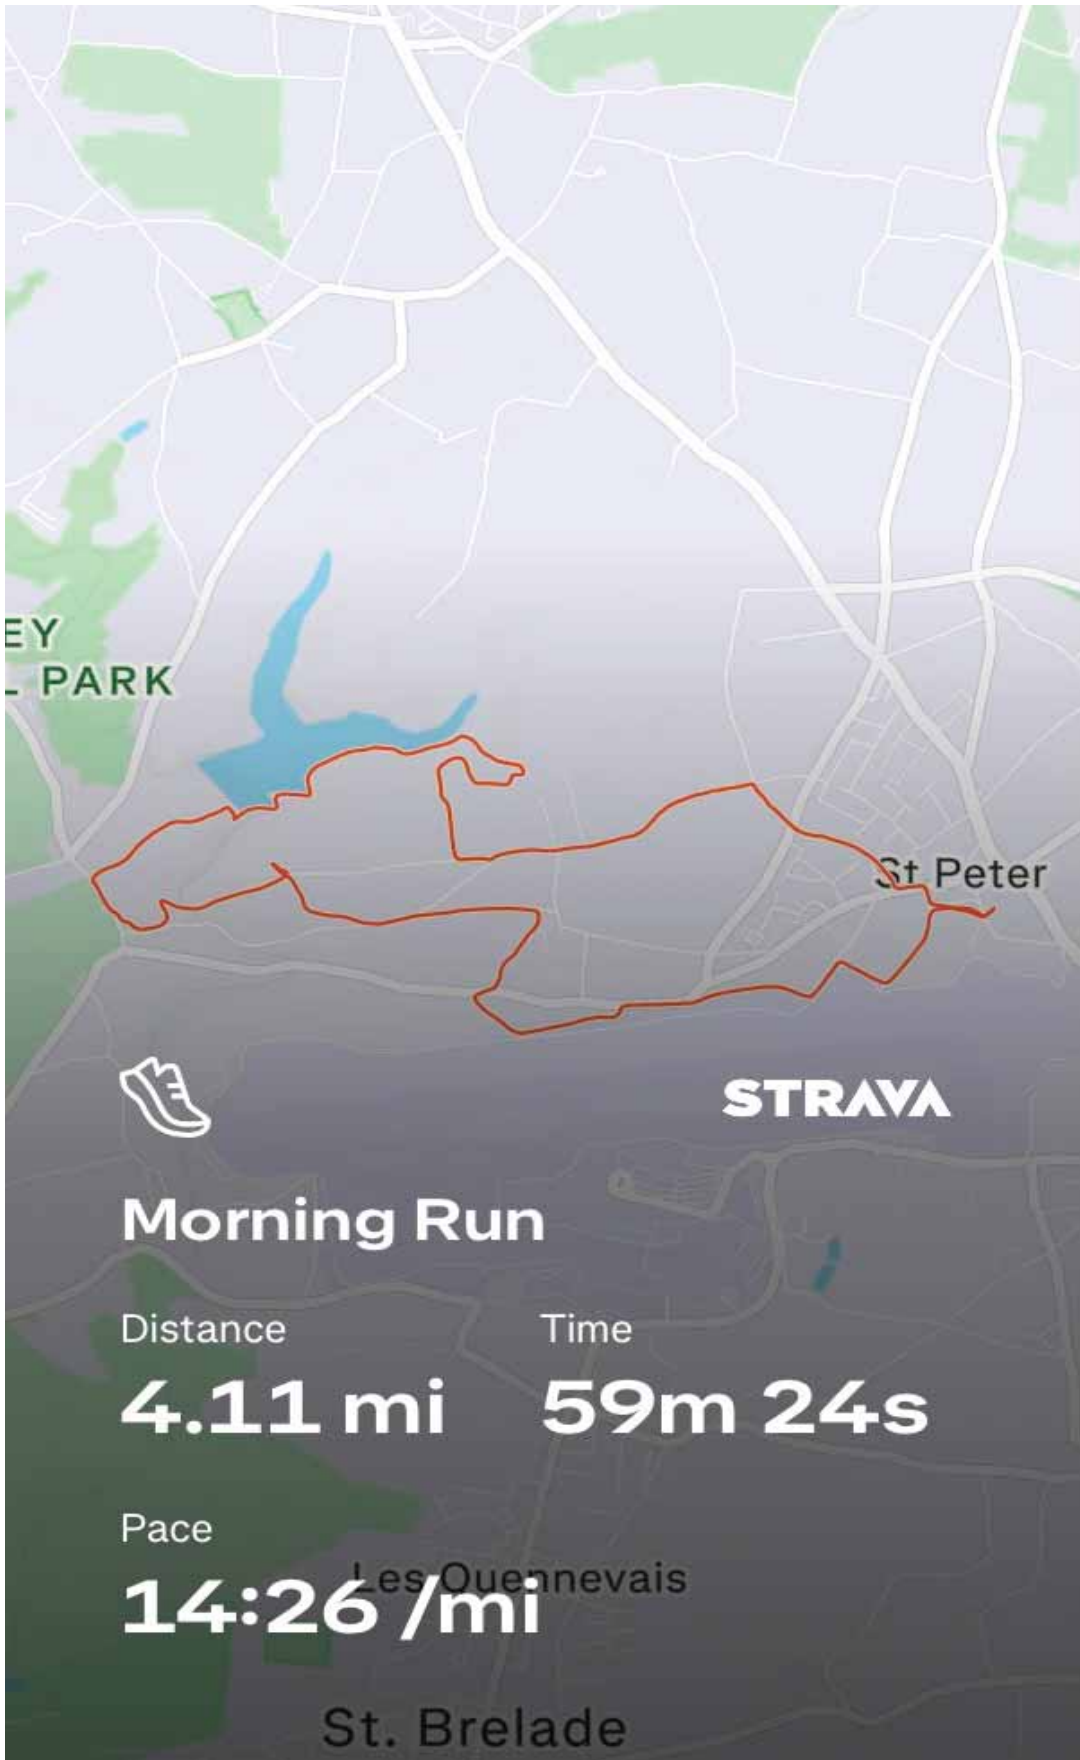 EY
L PARK
St Peter
STRAVA
Morning Run
Distance
Time
4.11 mi
59m 24s
Pace
14:26 /mi
Les Quennevais
St. Brelade